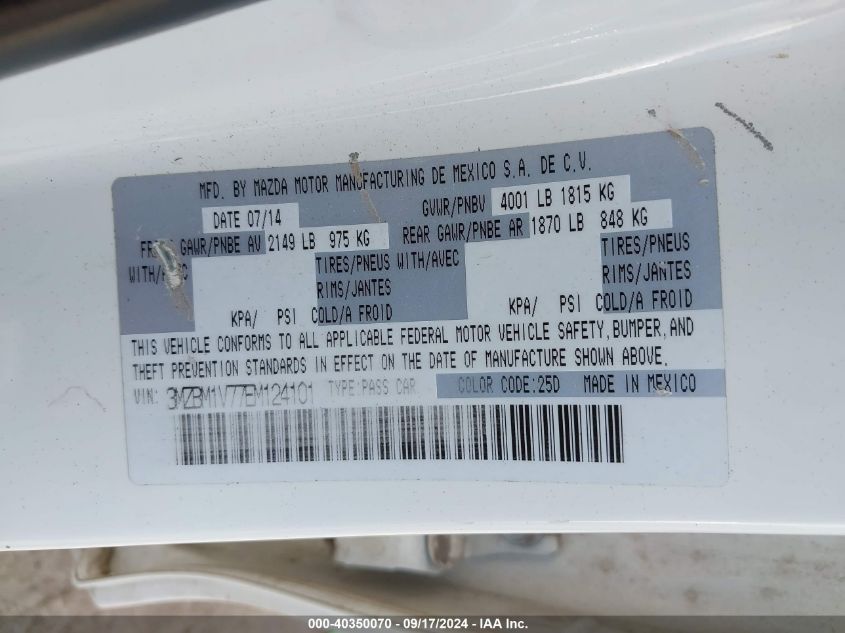 MFD. BY MAZDA MOTOR MANUFACTURING DE MEXICO S.A. DE C.V.
DATE 07/14 GVWR/PNBV 4001 LB 1815 KG
GAWR/PNBE AV 2149 LB 975 KG REAR GAWR/PNBE AR 1870 LB 848 KG
WITH/AVEC TIRES/PNEUS WITH/AVEC TIRES/PNEUS
RIMS/JANTES RIMS/JANTES
KPA/ PSI COLD/A FROID KPA/ PSI COLD/A FROID
THIS VEHICLE CONFORMS TO ALL APPLICABLE FEDERAL MOTOR VEHICLE SAFETY, BUMPER, AND
THEFT PREVENTION STANDARDS IN EFFECT ON THE DATE OF MANUFACTURE SHOWN ABOVE.
VIN: 3MZBM1V77EM124101 TYPE:PASS CAR COLOR CODE:25D MADE IN MEXICO
000-40350070 - 09/17/2024 - IAA Inc.